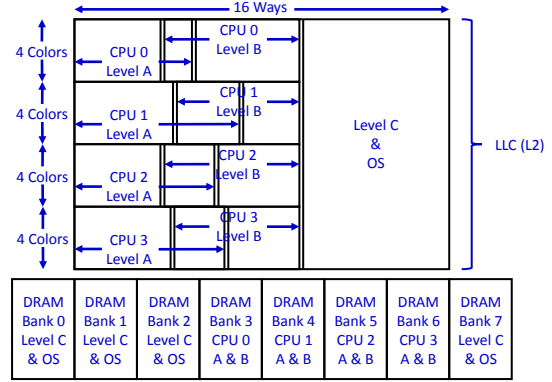 16 Ways
4 Colors
CPU 0
Level A
CPU 0
Level B
4 Colors
CPU 1
Level A
CPU 1
Level B
4 Colors
CPU 2
Level A
CPU 2
Level B
4 Colors
CPU 3
Level A
CPU 3
Level B
Level C
&
OS
LLC (L2)
DRAM
Bank 0
Level C
& OS
DRAM
Bank 1
Level C
& OS
DRAM
Bank 2
Level C
& OS
DRAM
Bank 3
CPU 0
A & B
DRAM
Bank 4
CPU 1
A & B
DRAM
Bank 5
CPU 2
A & B
DRAM
Bank 6
CPU 3
A & B
DRAM
Bank 7
Level C
& OS